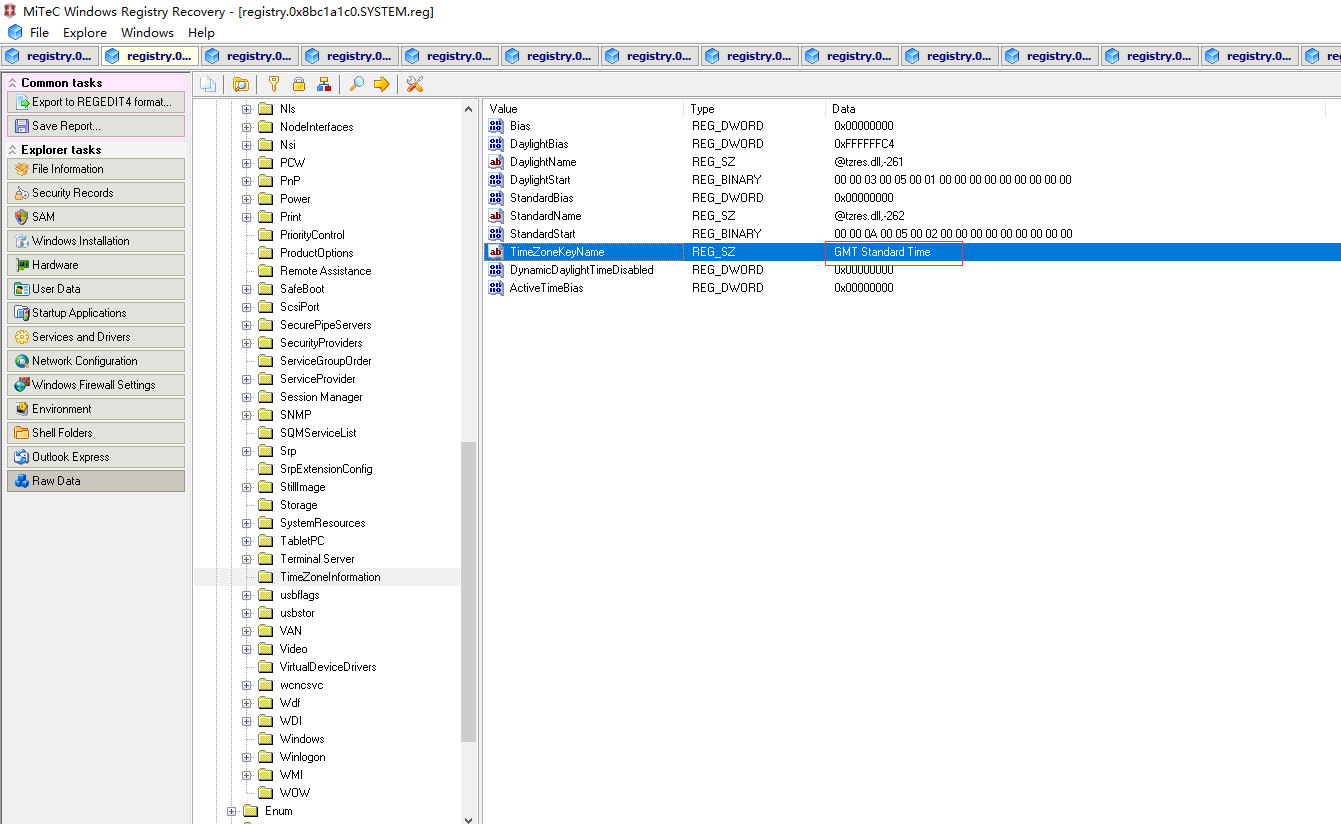 MiTeC Windows Registry Recovery - [registry.0x8bc1a1c0.SYSTEM.reg]
File Explore Windows Help
registry.0... registry.0... registry.0... registry.0... registry.0... registry.0... registry.0... registry.0... registry.0... registry.0... registry.0... registry.0... registry.0... re
Common tasks
Export to REGEDIT4 format...
Save Report...
Explorer tasks
File Information
Security Records
SAM
Windows Installation
Hardware
User Data
Startup Applications
Services and Drivers
Network Configuration
Windows Firewall Settings
Environment
Shell Folders
Outlook Express
Raw Data
Nls
NodeInterfaces
Nsi
PCW
PnP
Power
Print
PriorityControl
ProductOptions
Remote Assistance
SafeBoot
ScsiPort
SecurePipeServers
SecurityProviders
ServiceGroupOrder
ServiceProvider
Session Manager
SNMP
SQMServiceList
Srp
SrpExtensionConfig
StillImage
Storage
SystemResources
TabletPC
Terminal Server
TimeZoneInformation
usbflags
usbstor
VAN
Video
VirtualDeviceDrivers
wcncsvc
Wdf
WDI
Windows
Winlogon
WMI
WOW
Enum
Value Type Data
Bias REG_DWORD 0x00000000
DaylightBias REG_DWORD 0xFFFFFFC4
DaylightName REG_SZ @tzres.dll,-261
DaylightStart REG_BINARY 00 00 03 00 05 00 01 00 00 00 00 00 00 00 00 00
StandardBias REG_DWORD 0x00000000
StandardName REG_SZ @tzres.dll,-262
StandardStart REG_BINARY 00 00 0A 00 05 00 02 00 00 00 00 00 00 00 00 00
TimeZoneKeyName REG_SZ GMT Standard Time
DynamicDaylightTimeDisabled REG_DWORD 0x00000000
ActiveTimeBias REG_DWORD 0x00000000